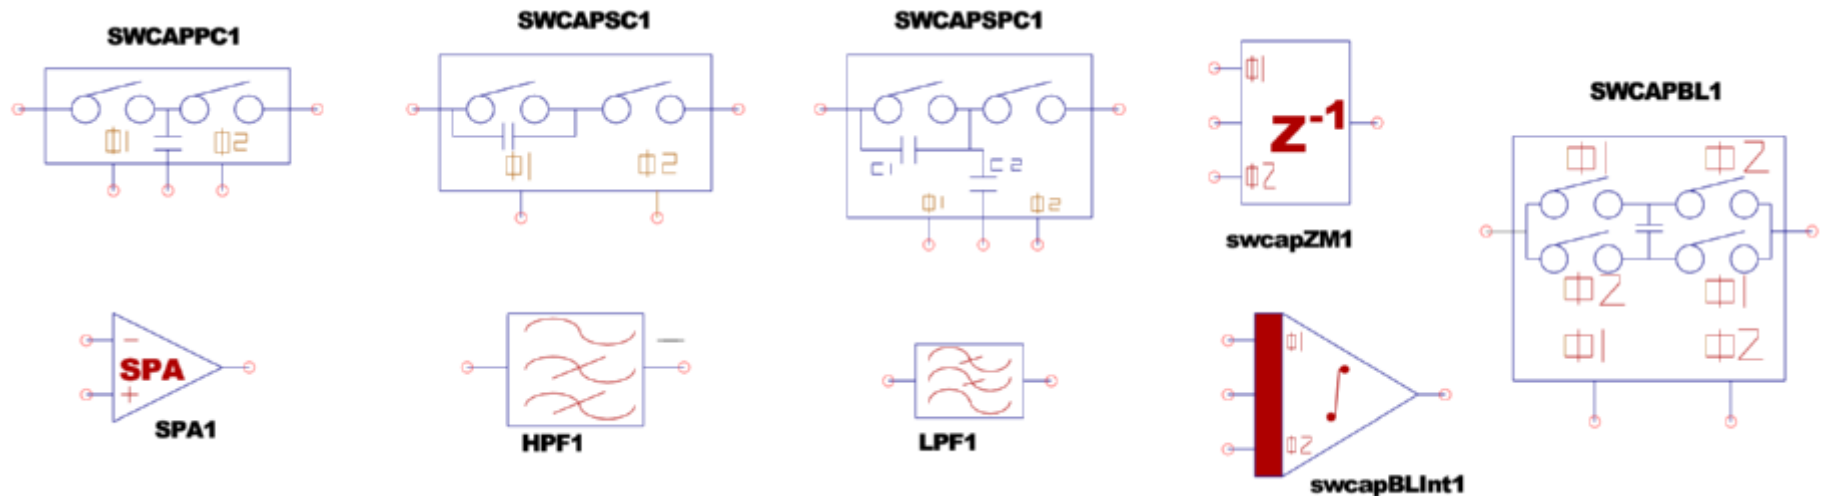 SWCAPPC1
Φ1 Φ2
SWCAPSC1
Φ1 Φ2
SWCAPSPC1
C1 C2
Φ1 Φ2
Φ1
Z-1
Φ2
swcapZM1
SWCAPBL1
Φ1 Φ2
Φ2 Φ1
Φ1 Φ2
− SPA +
SPA1
HPF1
LPF1
Φ1
∫
Φ2
swcapBLInt1